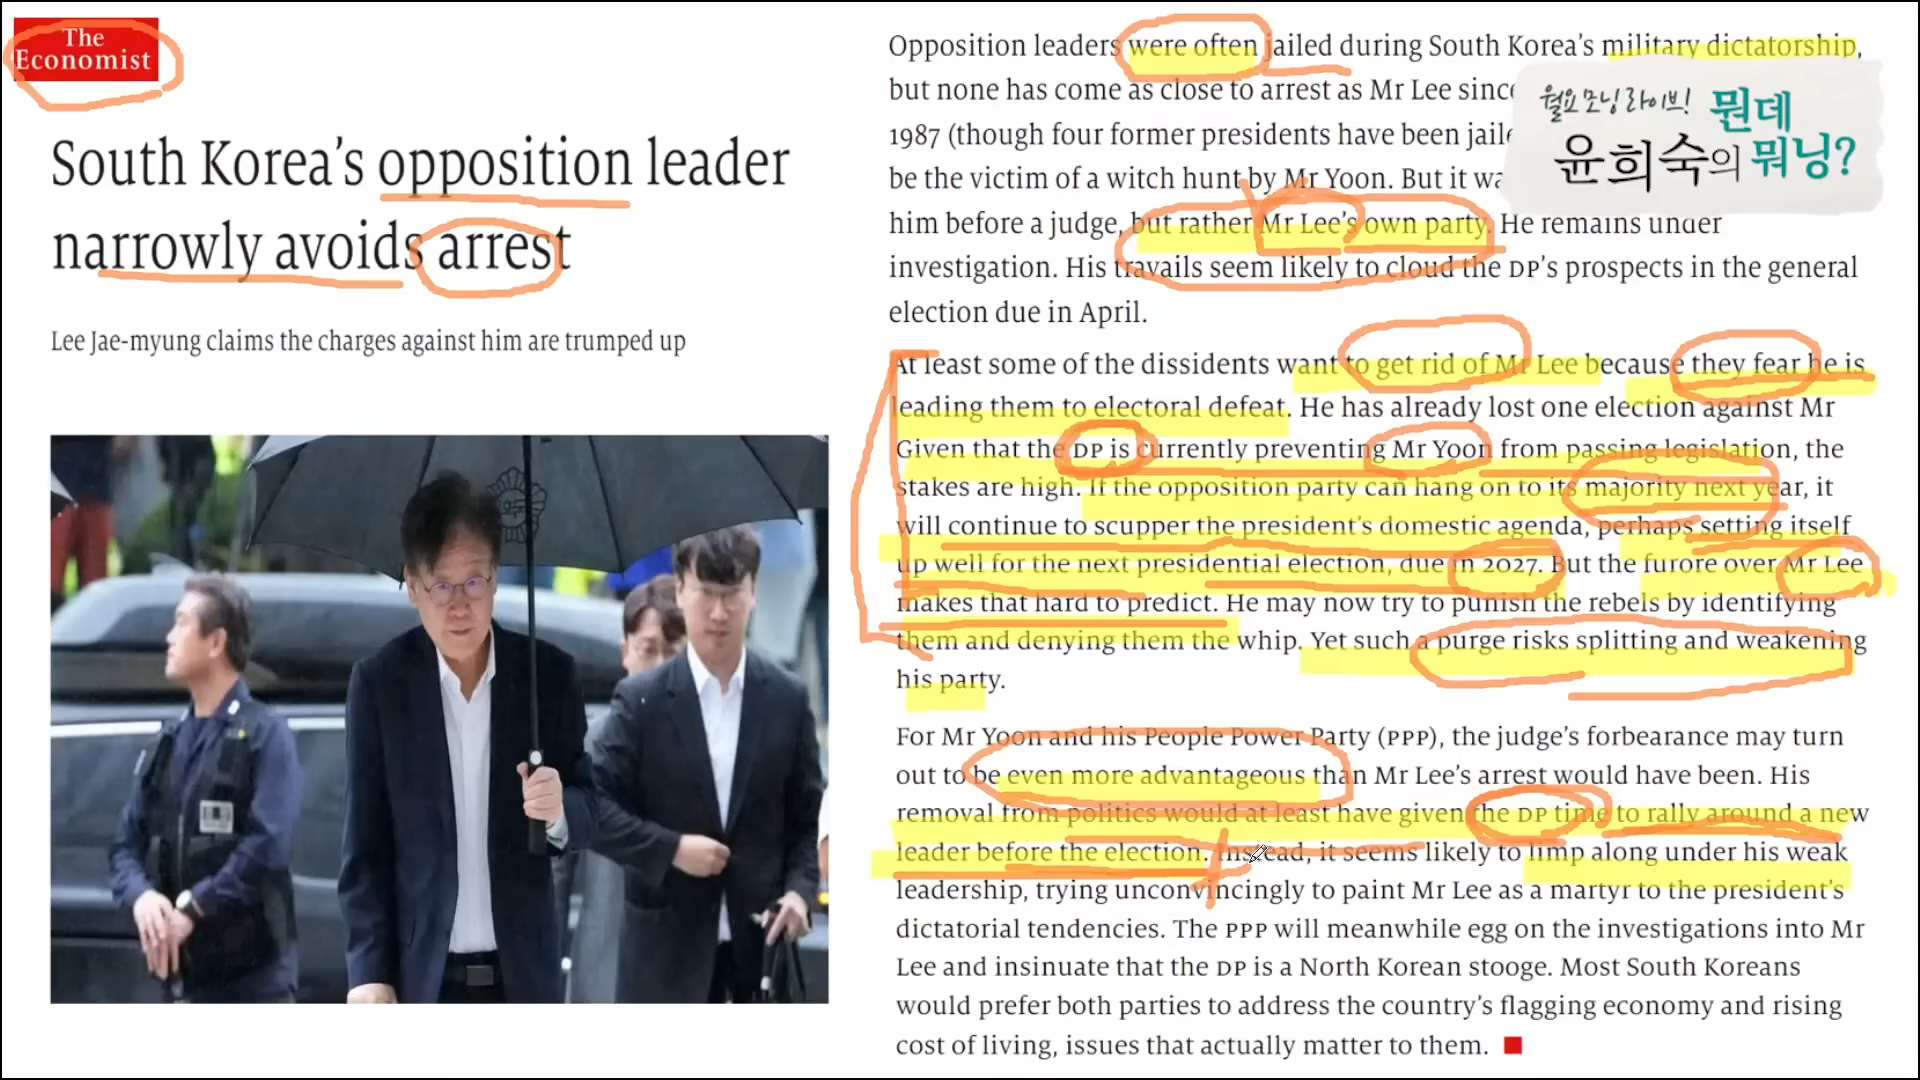 The
Economist
South Korea's opposition leader
narrowly avoids arrest
Lee Jae-myung claims the charges against him are trumped up
Opposition leaders were often jailed during South Korea's military dictatorship,
but none has come as close to arrest as Mr Lee since
1987 (though four former presidents have been jaile
be the victim of a witch hunt by Mr Yoon. But it wa
him before a judge, but rather Mr Lee's own party. He remains under
investigation. His travails seem likely to cloud the DP's prospects in the general
election due in April.
At least some of the dissidents want to get rid of Mr Lee because they fear he is
leading them to electoral defeat. He has already lost one election against Mr
Given that the DP is currently preventing Mr Yoon from passing legislation, the
stakes are high. If the opposition party can hang on to its majority next year, it
will continue to scupper the president's domestic agenda, perhaps setting itself
up well for the next presidential election, due in 2027. But the furore over Mr Lee
makes that hard to predict. He may now try to punish the rebels by identifying
them and denying them the whip. Yet such a purge risks splitting and weakening
his party.
For Mr Yoon and his People Power Party (PPP), the judge's forbearance may turn
out to be even more advantageous than Mr Lee's arrest would have been. His
removal from politics would at least have given the DP time to rally around a new
leader before the election. Instead, it seems likely to limp along under his weak
leadership, trying unconvincingly to paint Mr Lee as a martyr to the president's
dictatorial tendencies. The PPP will meanwhile egg on the investigations into Mr
Lee and insinuate that the DP is a North Korean stooge. Most South Koreans
would prefer both parties to address the country's flagging economy and rising
cost of living, issues that actually matter to them.
월요 모닝 라이브! 뭔데
윤희숙의 뭐닝?